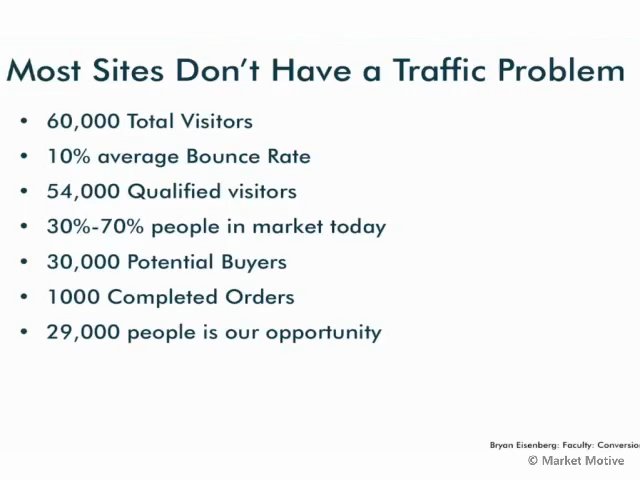 Most Sites Don't Have a Traffic Problem
• 60,000 Total Visitors
• 10% average Bounce Rate
• 54,000 Qualified visitors
• 30%-70% people in market today
• 30,000 Potential Buyers
• 1000 Completed Orders
• 29,000 people is our opportunity
Bryan Eisenberg: Faculty: Conversio
© Market Motive